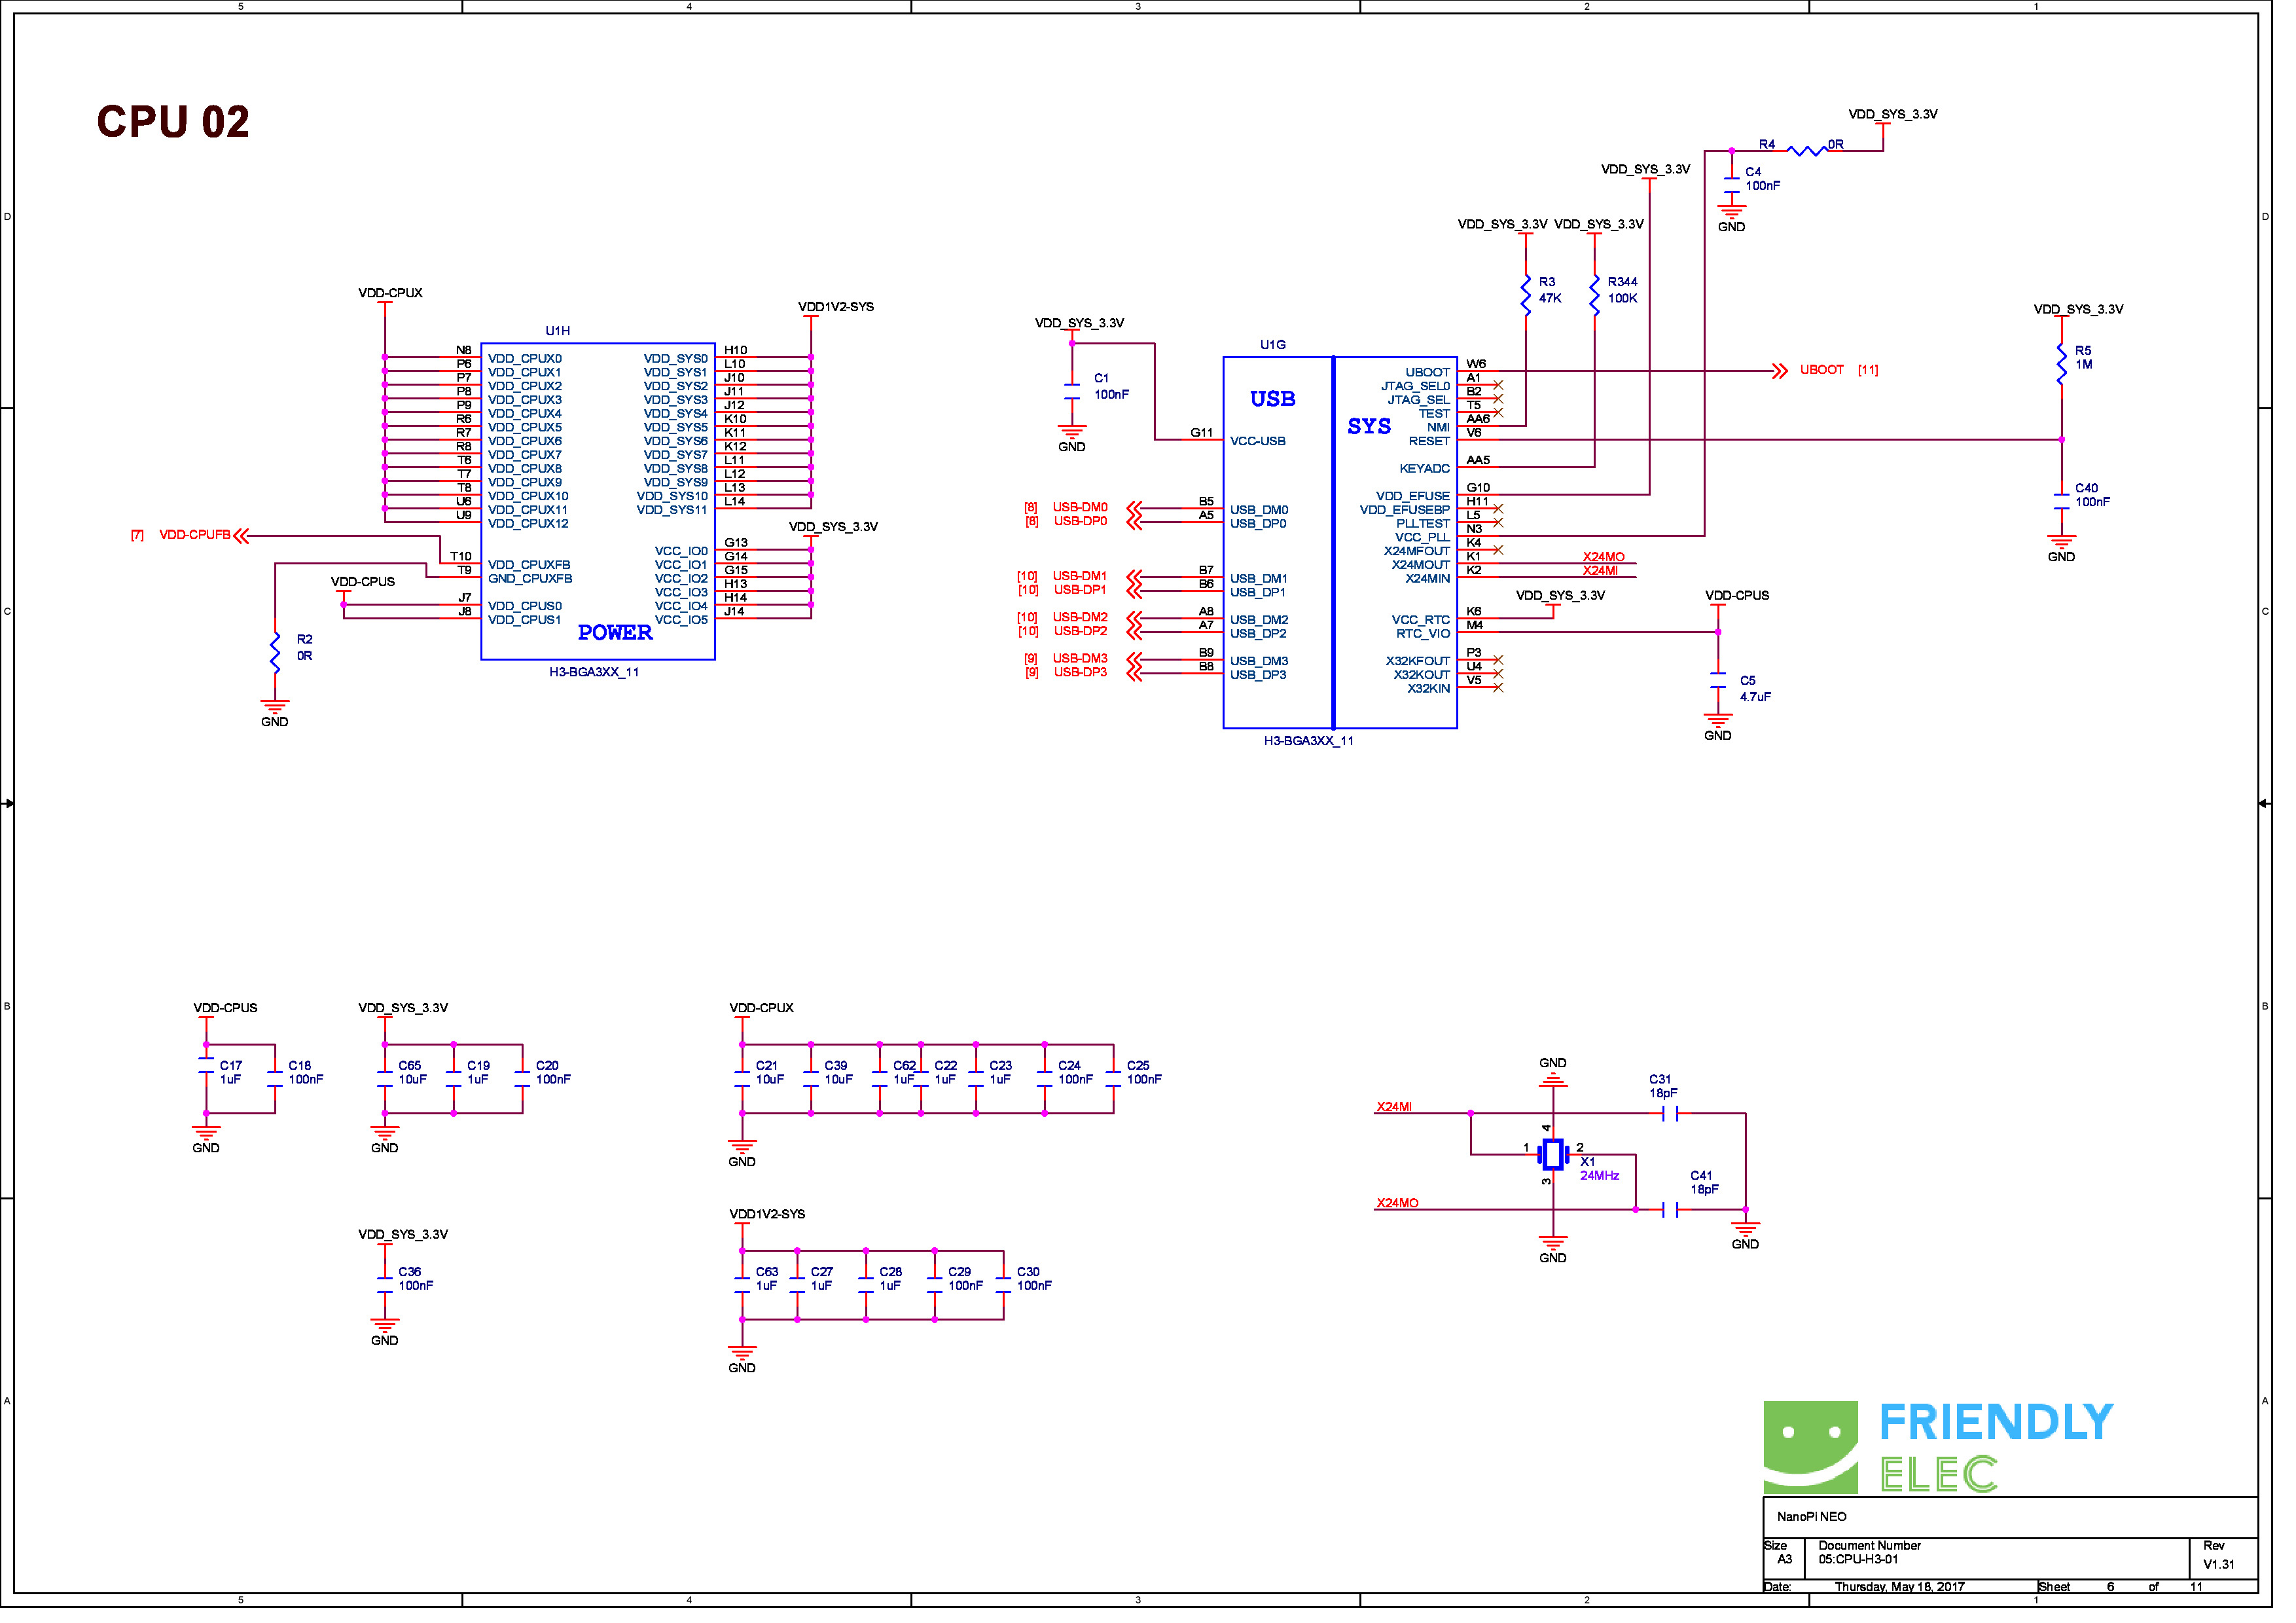 5 4 3 2 1
CPU 02
D D
C C
B B
A A
VDD-CPUX
VDD1V2-SYS
U1H
N8 VDD_CPUX0 VDD_SYS0 H10
P6 VDD_CPUX1 VDD_SYS1 L10
P7 VDD_CPUX2 VDD_SYS2 J10
P8 VDD_CPUX3 VDD_SYS3 J11
P9 VDD_CPUX4 VDD_SYS4 J12
R6 VDD_CPUX5 VDD_SYS5 K10
R7 VDD_CPUX6 VDD_SYS6 K11
R8 VDD_CPUX7 VDD_SYS7 K12
T6 VDD_CPUX8 VDD_SYS8 L11
T7 VDD_CPUX9 VDD_SYS9 L12
T8 VDD_CPUX10 VDD_SYS10 L13
U6 VDD_CPUX11 VDD_SYS11 L14
U9 VDD_CPUX12
VDD_SYS_3.3V
[7] VDD-CPUFB
VCC_IO0 G13
T10 VDD_CPUXFB VCC_IO1 G14
T9 GND_CPUXFB VCC_IO2 G15
VDD-CPUS
VCC_IO3 H13
J7 VDD_CPUS0 VCC_IO4 H14
J8 VDD_CPUS1 VCC_IO5 J14
POWER
H3-BGA3XX_11
R2
0R
GND
VDD_SYS_3.3V
C1
100nF
GND
U1G
USB
SYS
G11 VCC-USB
[8] USB-DM0 B5 USB_DM0
[8] USB-DP0 A5 USB_DP0
[10] USB-DM1 B7 USB_DM1
[10] USB-DP1 B6 USB_DP1
[10] USB-DM2 A8 USB_DM2
[10] USB-DP2 A7 USB_DP2
[9] USB-DM3 B9 USB_DM3
[9] USB-DP3 B8 USB_DP3
H3-BGA3XX_11
UBOOT W6
JTAG_SEL0 A1
JTAG_SEL B2
TEST T5
NMI AA6
RESET V6
KEYADC AA5
VDD_EFUSE G10
VDD_EFUSEBP H11
PLLTEST L5
VCC_PLL N3
X24MFOUT K4
X24MOUT K1 X24MO
X24MIN K2 X24MI
VCC_RTC K6
RTC_VIO M4
X32KFOUT P3
X32KOUT U4
X32KIN V5
VDD_SYS_3.3V
VDD-CPUS
C5
4.7uF
GND
VDD_SYS_3.3V VDD_SYS_3.3V
R3
47K
R344
100K
VDD_SYS_3.3V
VDD_SYS_3.3V
R4 0R
C4
100nF
GND
UBOOT [11]
VDD_SYS_3.3V
R5
1M
C40
100nF
GND
VDD-CPUS
C17
1uF
C18
100nF
GND
VDD_SYS_3.3V
C65
10uF
C19
1uF
C20
100nF
GND
VDD-CPUX
C21
10uF
C39
10uF
C62
1uF
C22
1uF
C23
1uF
C24
100nF
C25
100nF
GND
VDD_SYS_3.3V
C36
100nF
GND
VDD1V2-SYS
C63
1uF
C27
1uF
C28
1uF
C29
100nF
C30
100nF
GND
GND
C31
18pF
X24MI
4
1 2
X1
24MHz
3
C41
18pF
X24MO
GND
GND
FRIENDLY
ELEC
NanoPi NEO
Size Document Number Rev
A3 05:CPU-H3-01 V1.31
Date: Thursday, May 18, 2017 Sheet 6 of 11
5 4 3 2 1